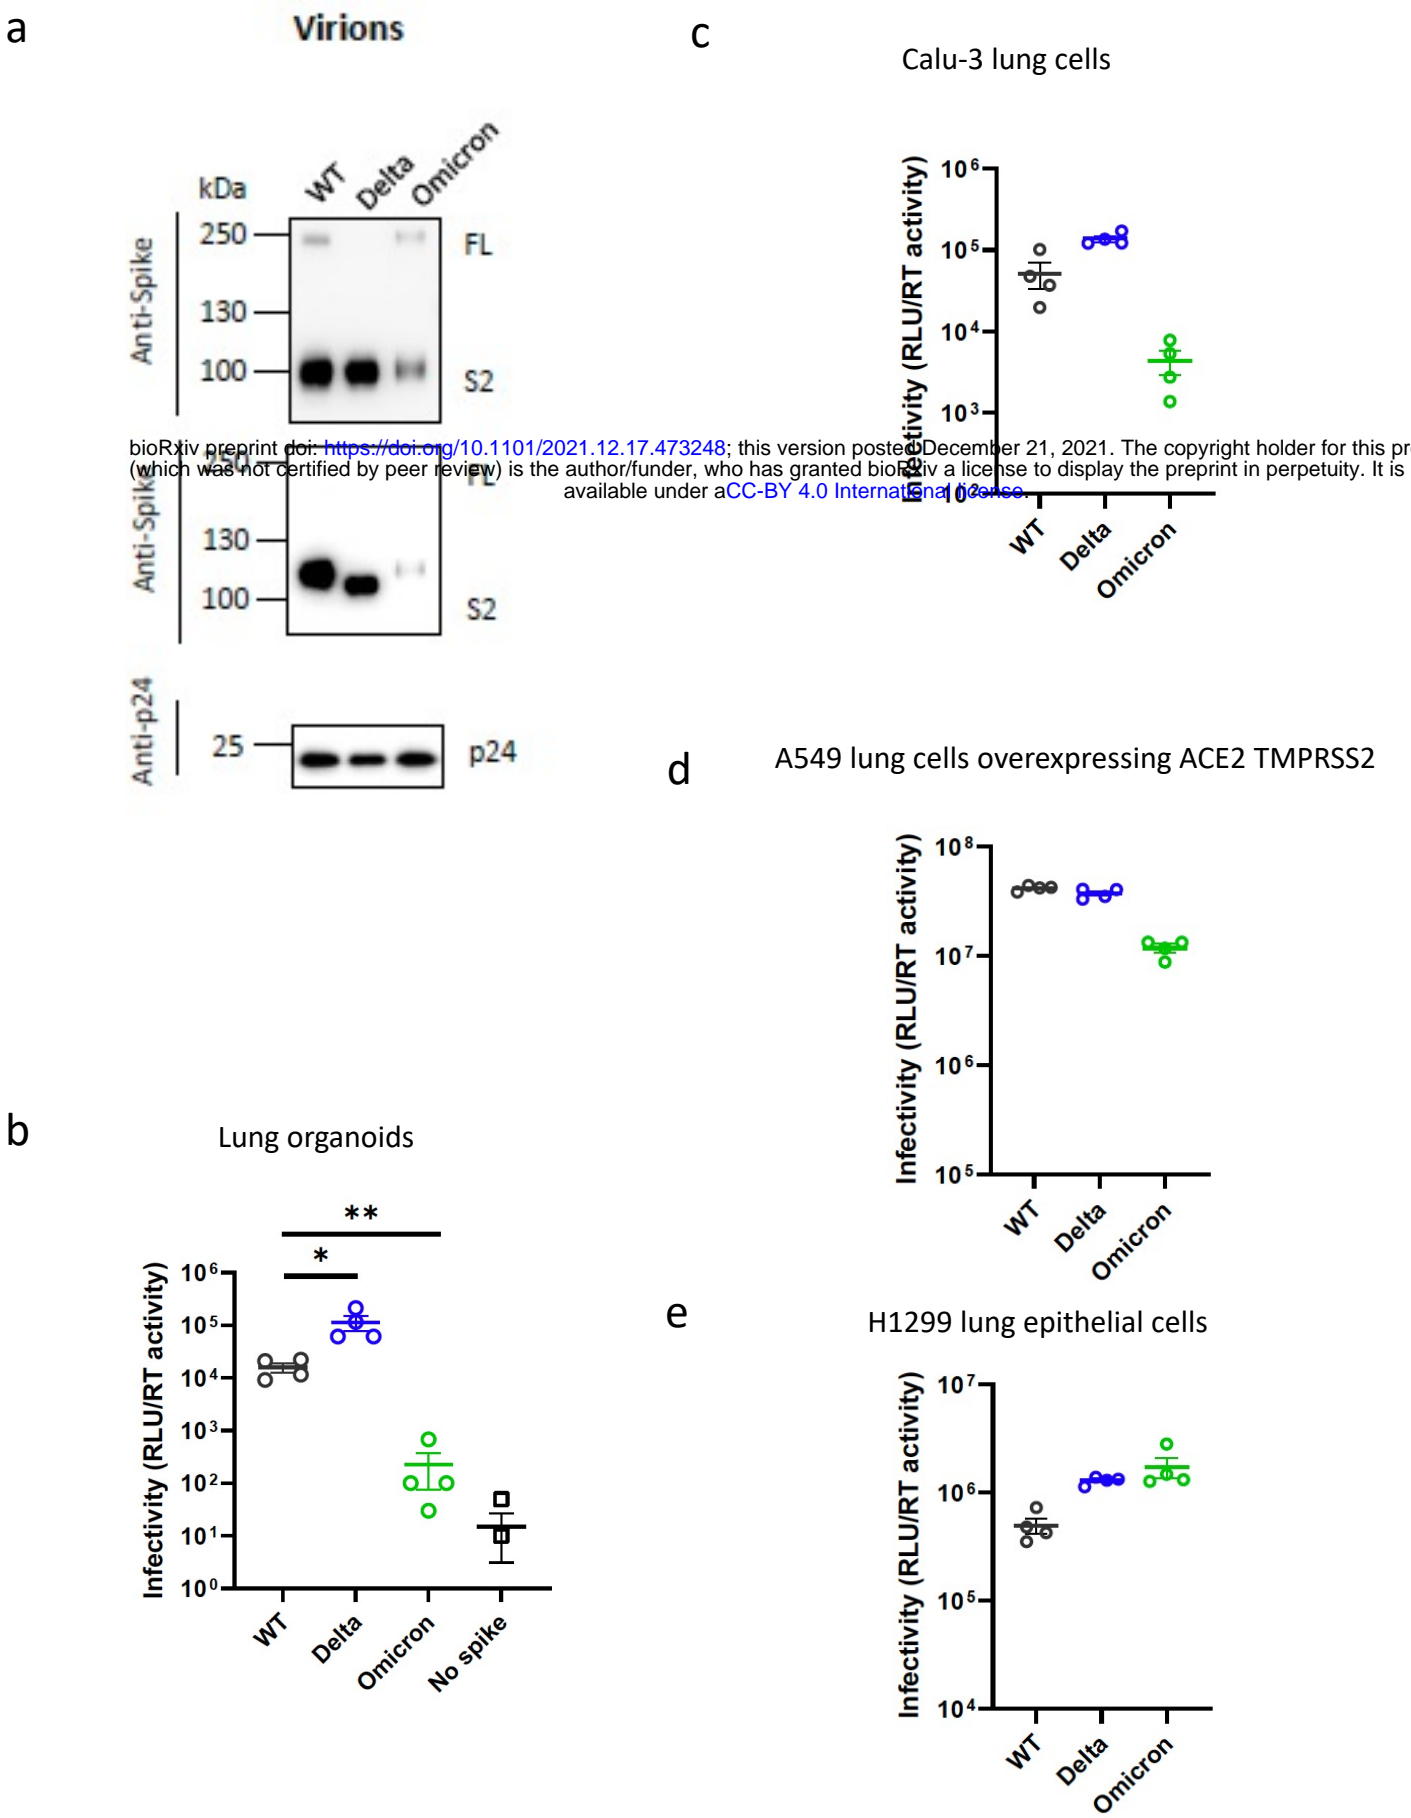 a
Virions
kDa
WT
Delta
Omicron
Anti-Spike
250
130
100
FL
S2
bioRxiv preprint doi: https://doi.org/10.1101/2021.12.17.473248; this version posted December 21, 2021. The copyright holder for this pr
(which was not certified by peer review) is the author/funder, who has granted bioRxiv a license to display the preprint in perpetuity. It is
available under aCC-BY 4.0 International license.
Anti-Spike
250
130
100
FL
S2
Anti-p24
25
p24
b
Lung organoids
**
*
Infectivity (RLU/RT activity)
10⁶
10⁵
10⁴
10³
10²
10¹
10⁰
WT
Delta
Omicron
No spike
c
Calu-3 lung cells
Infectivity (RLU/RT activity)
10⁶
10⁵
10⁴
10³
10²
WT
Delta
Omicron
d
A549 lung cells overexpressing ACE2 TMPRSS2
Infectivity (RLU/RT activity)
10⁸
10⁷
10⁶
10⁵
WT
Delta
Omicron
e
H1299 lung epithelial cells
Infectivity (RLU/RT activity)
10⁷
10⁶
10⁵
10⁴
WT
Delta
Omicron